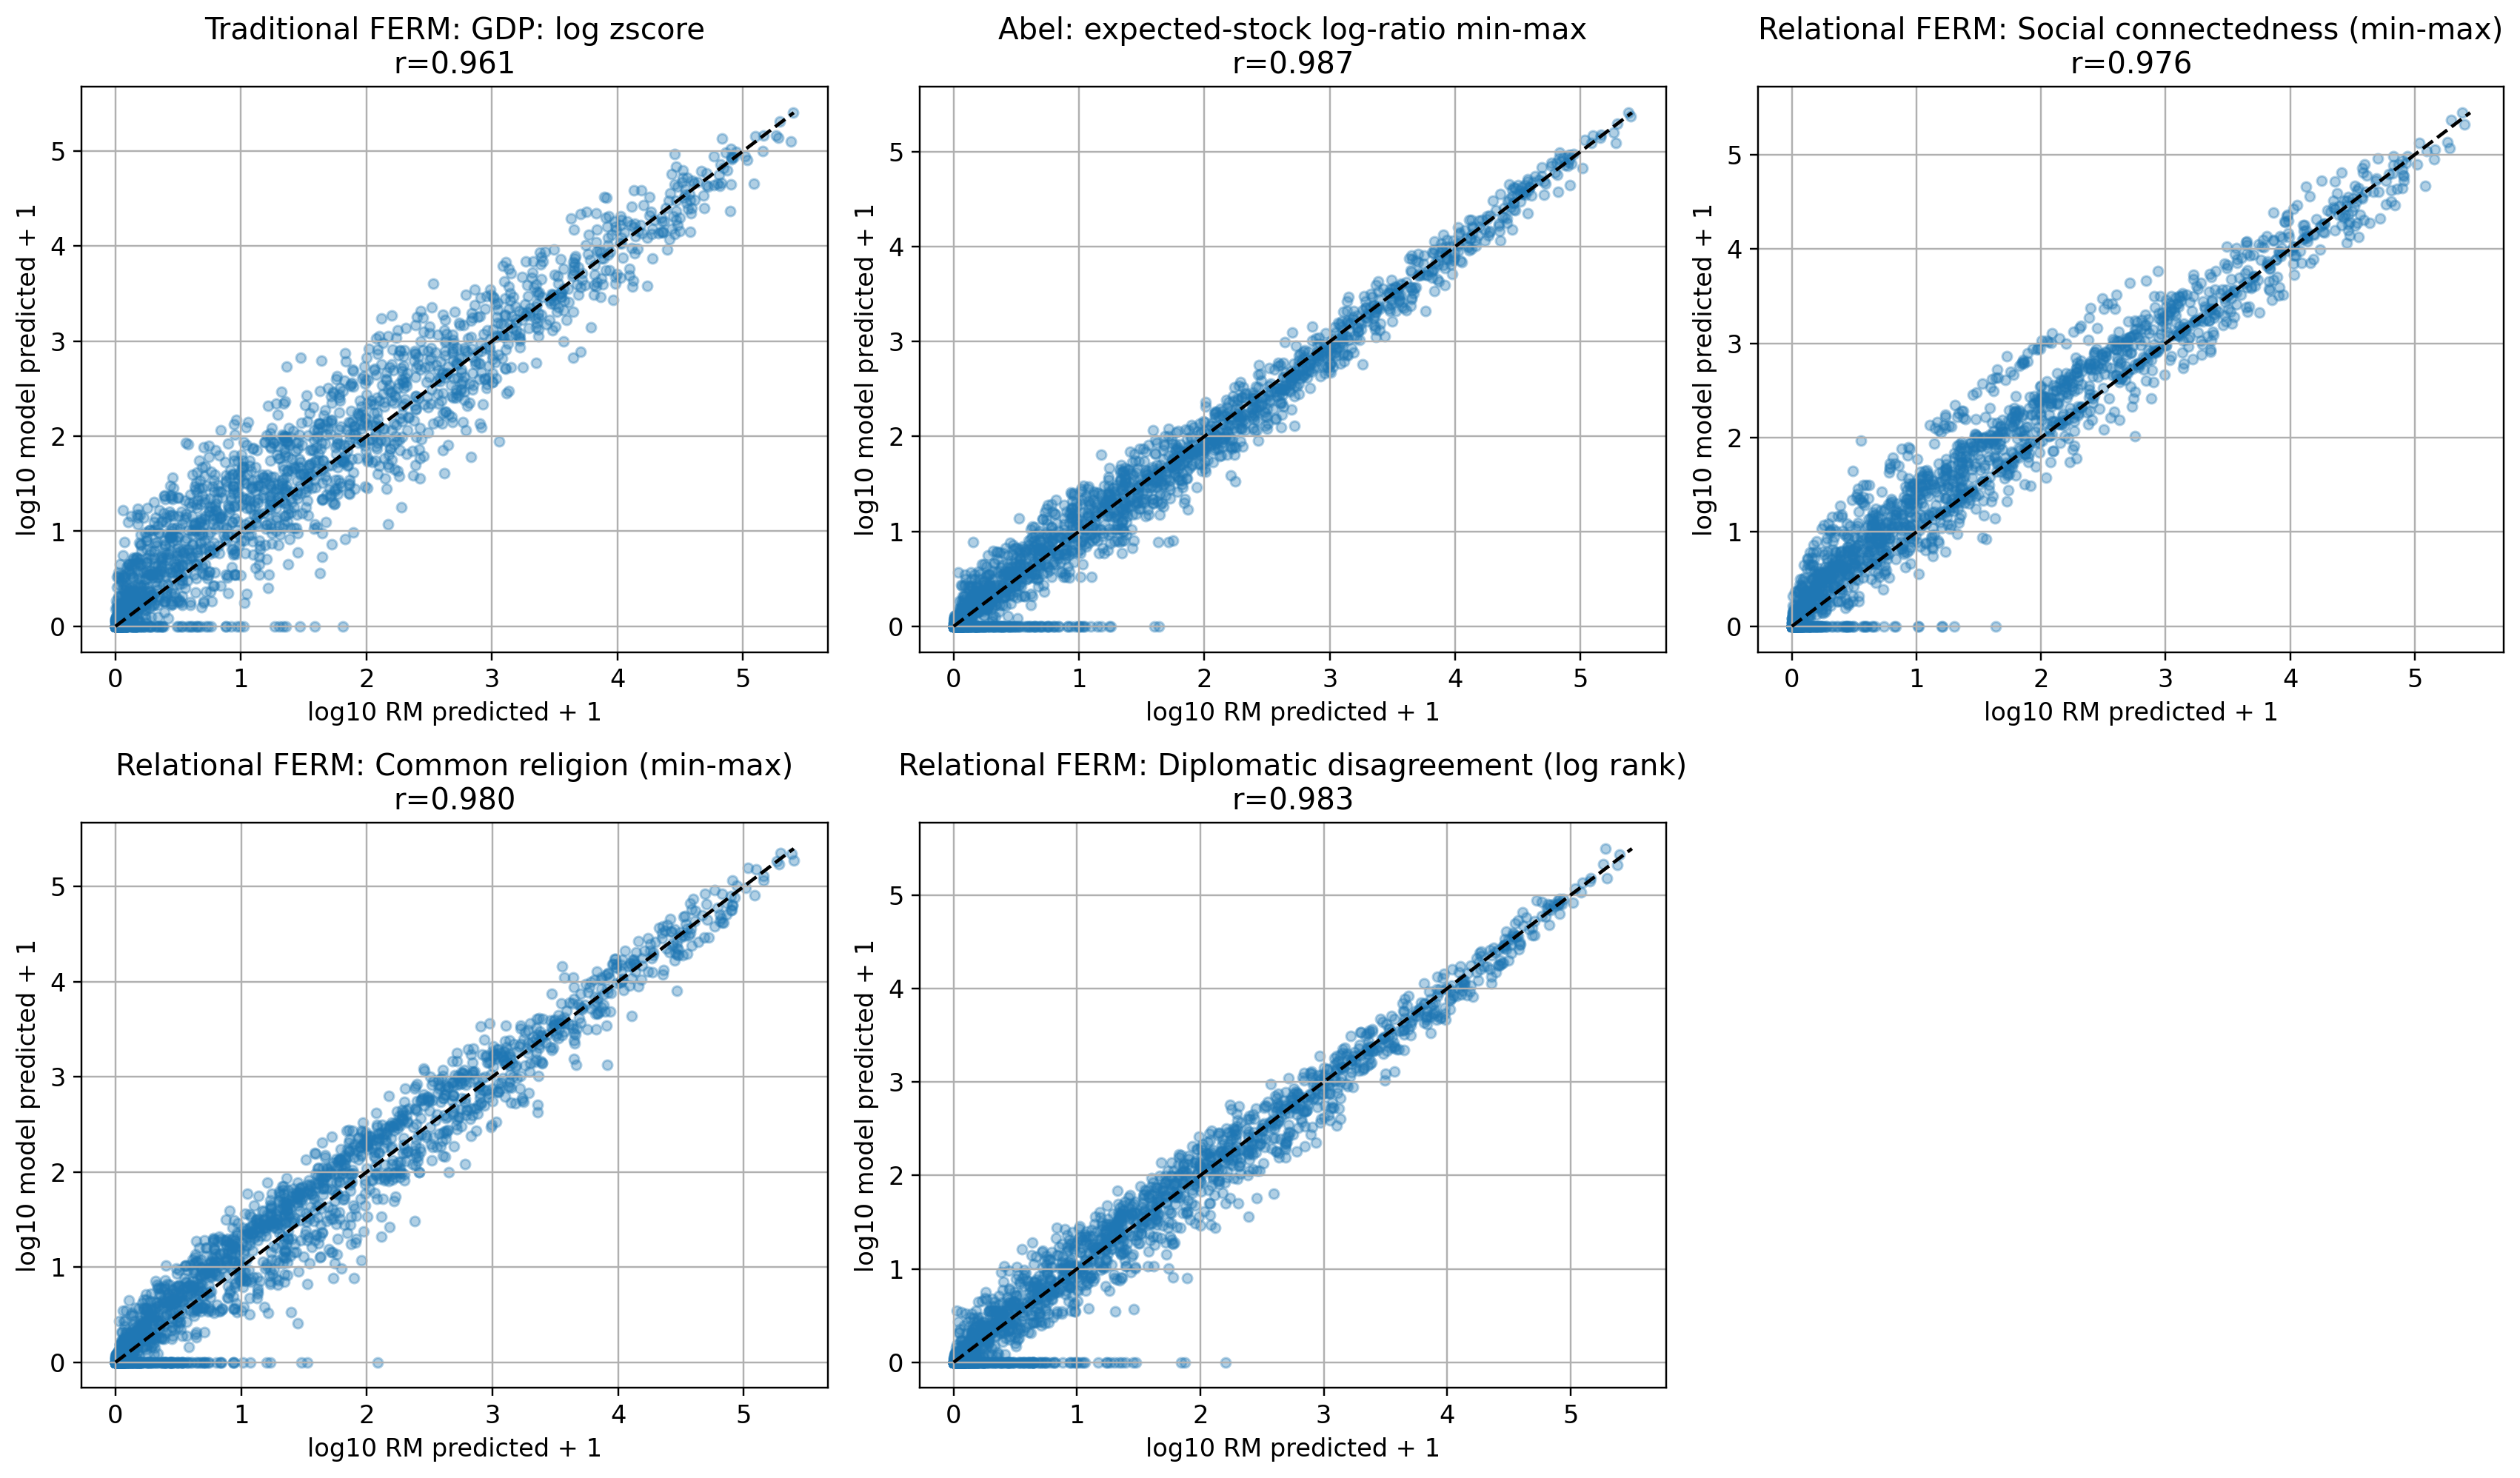 Traditional FERM: GDP: log zscore
r=0.961
5
4
3
2
1
0
log10 model predicted + 1
0 1 2 3 4 5
log10 RM predicted + 1
Abel: expected-stock log-ratio min-max
r=0.987
5
4
3
2
1
0
log10 model predicted + 1
0 1 2 3 4 5
log10 RM predicted + 1
Relational FERM: Social connectedness (min-max)
r=0.976
5
4
3
2
1
0
log10 model predicted + 1
0 1 2 3 4 5
log10 RM predicted + 1
Relational FERM: Common religion (min-max)
r=0.980
5
4
3
2
1
0
log10 model predicted + 1
0 1 2 3 4 5
log10 RM predicted + 1
Relational FERM: Diplomatic disagreement (log rank)
r=0.983
5
4
3
2
1
0
log10 model predicted + 1
0 1 2 3 4 5
log10 RM predicted + 1